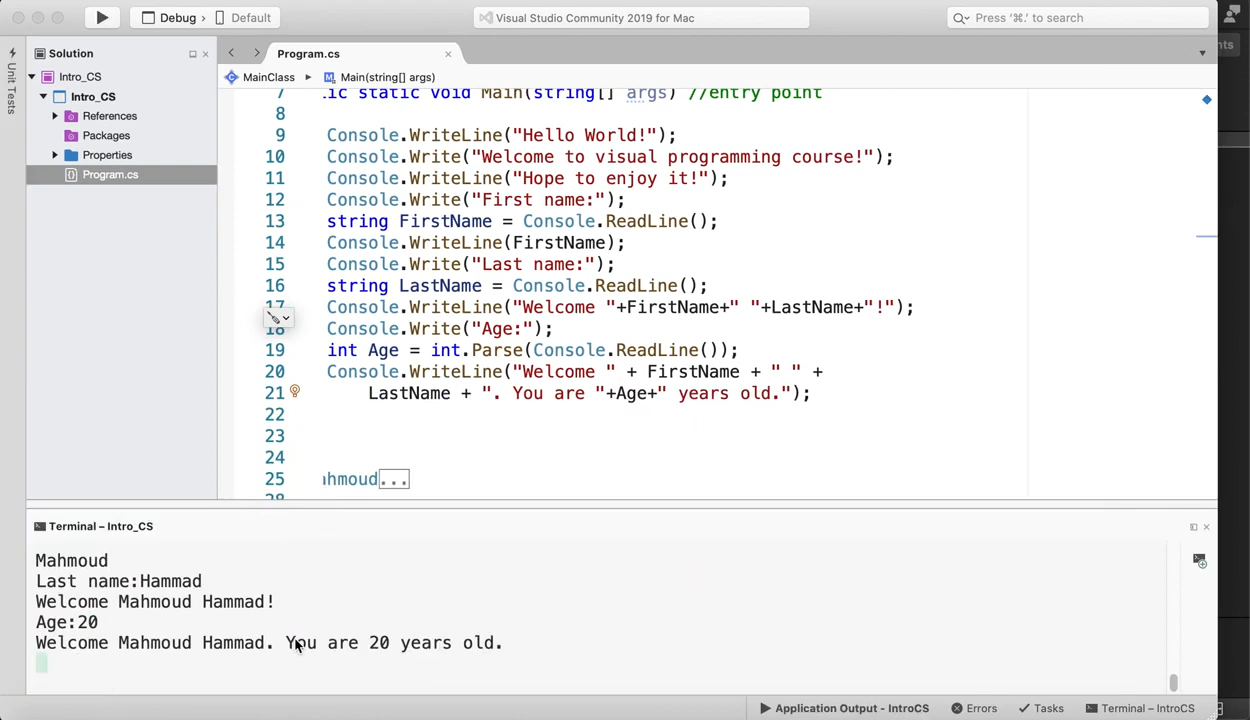 Debug › Default
Visual Studio Community 2019 for Mac
Press '⌘.' to search
Unit Tests
Solution
Intro_CS
Intro_CS
References
Packages
Properties
Program.cs
Program.cs
MainClass
Main(string[] args)
7 ic static void Main(string[] args) //entry point
8
9 Console.WriteLine("Hello World!");
10 Console.Write("Welcome to visual programming course!");
11 Console.WriteLine("Hope to enjoy it!");
12 Console.Write("First name:");
13 string FirstName = Console.ReadLine();
14 Console.WriteLine(FirstName);
15 Console.Write("Last name:");
16 string LastName = Console.ReadLine();
17 Console.WriteLine("Welcome "+FirstName+" "+LastName+"!");
18 Console.Write("Age:");
19 int Age = int.Parse(Console.ReadLine());
20 Console.WriteLine("Welcome " + FirstName + " " +
21 LastName + ". You are "+Age+" years old.");
22
23
24
25 ahmoud...
Terminal – Intro_CS
Mahmoud
Last name:Hammad
Welcome Mahmoud Hammad!
Age:20
Welcome Mahmoud Hammad. You are 20 years old.
Application Output - IntroCS
Errors
Tasks
Terminal – IntroCS